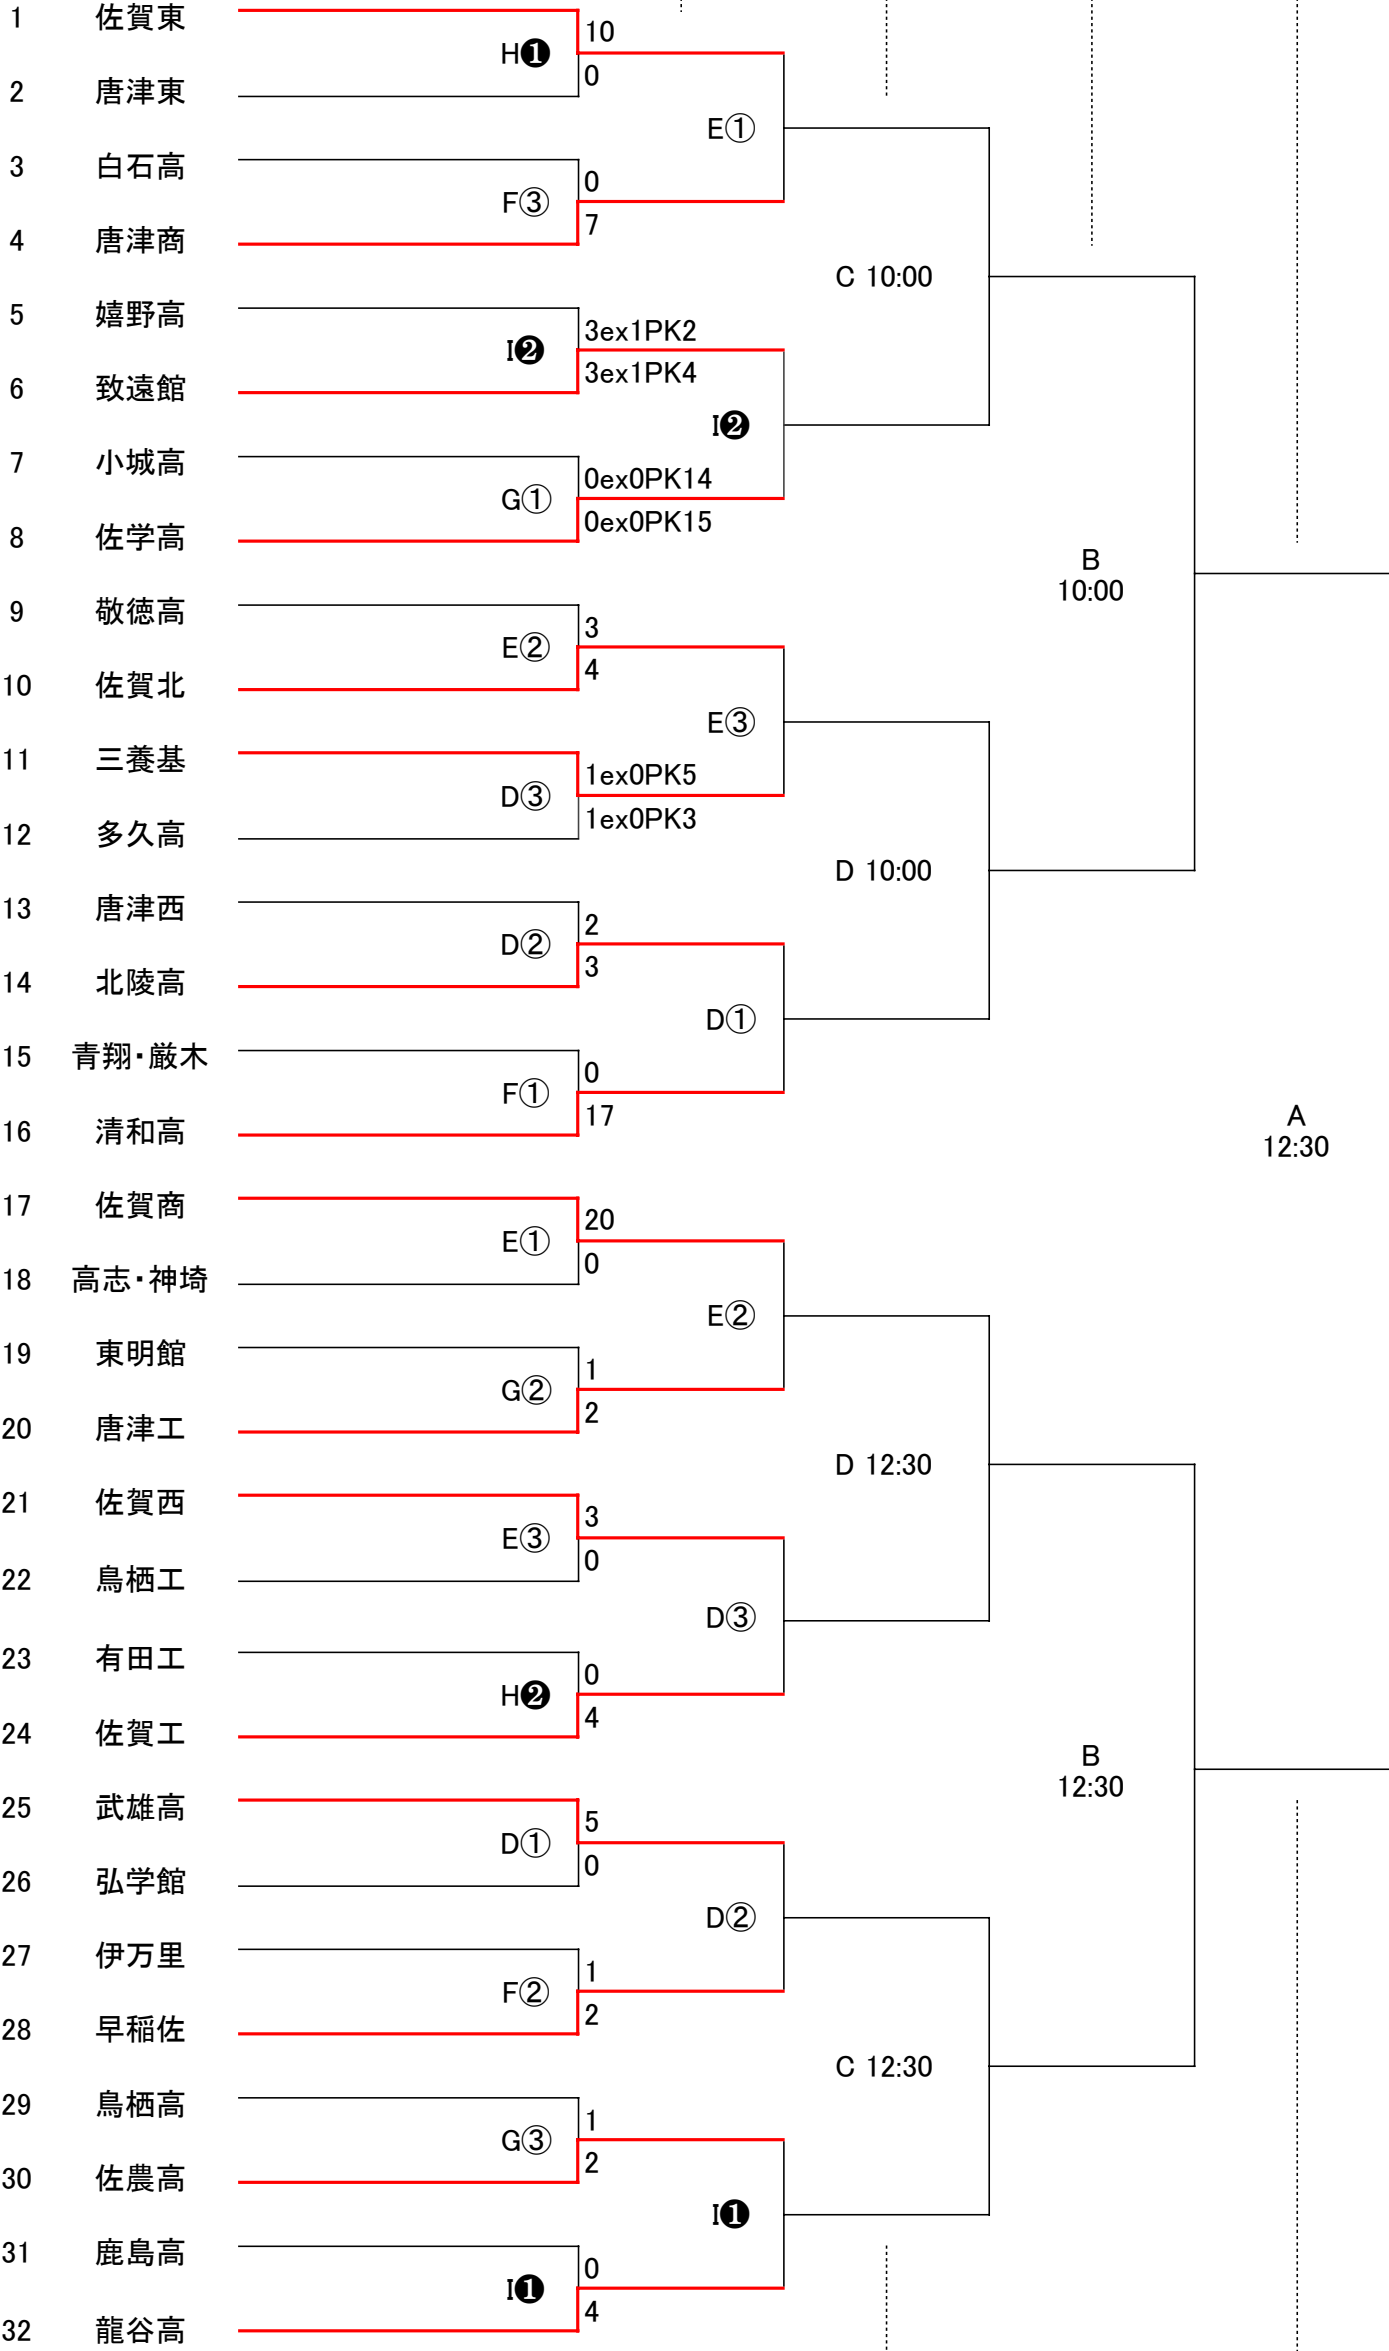 1 佐賀東
10
H❶
0
2 唐津東
E①
3 白石高
0
F③
7
4 唐津商
C 10:00
5 嬉野高
3ex1PK2
I❷
3ex1PK4
6 致遠館
I❷
7 小城高
0ex0PK14
G①
0ex0PK15
8 佐学高
B
10:00
9 敬徳高
3
E②
4
10 佐賀北
E③
11 三養基
1ex0PK5
D③
1ex0PK3
12 多久高
D 10:00
13 唐津西
2
D②
3
14 北陵高
D①
15 青翔・厳木
0
F①
17
16 清和高
A
12:30
17 佐賀商
20
E①
0
18 高志・神埼
E②
19 東明館
1
G②
2
20 唐津工
D 12:30
21 佐賀西
3
E③
0
22 鳥栖工
D③
23 有田工
0
H❷
4
24 佐賀工
B
12:30
25 武雄高
5
D①
0
26 弘学館
D②
27 伊万里
1
F②
2
28 早稲佐
C 12:30
29 鳥栖高
1
G③
2
30 佐農高
I❶
31 鹿島高
0
I❶
4
32 龍谷高